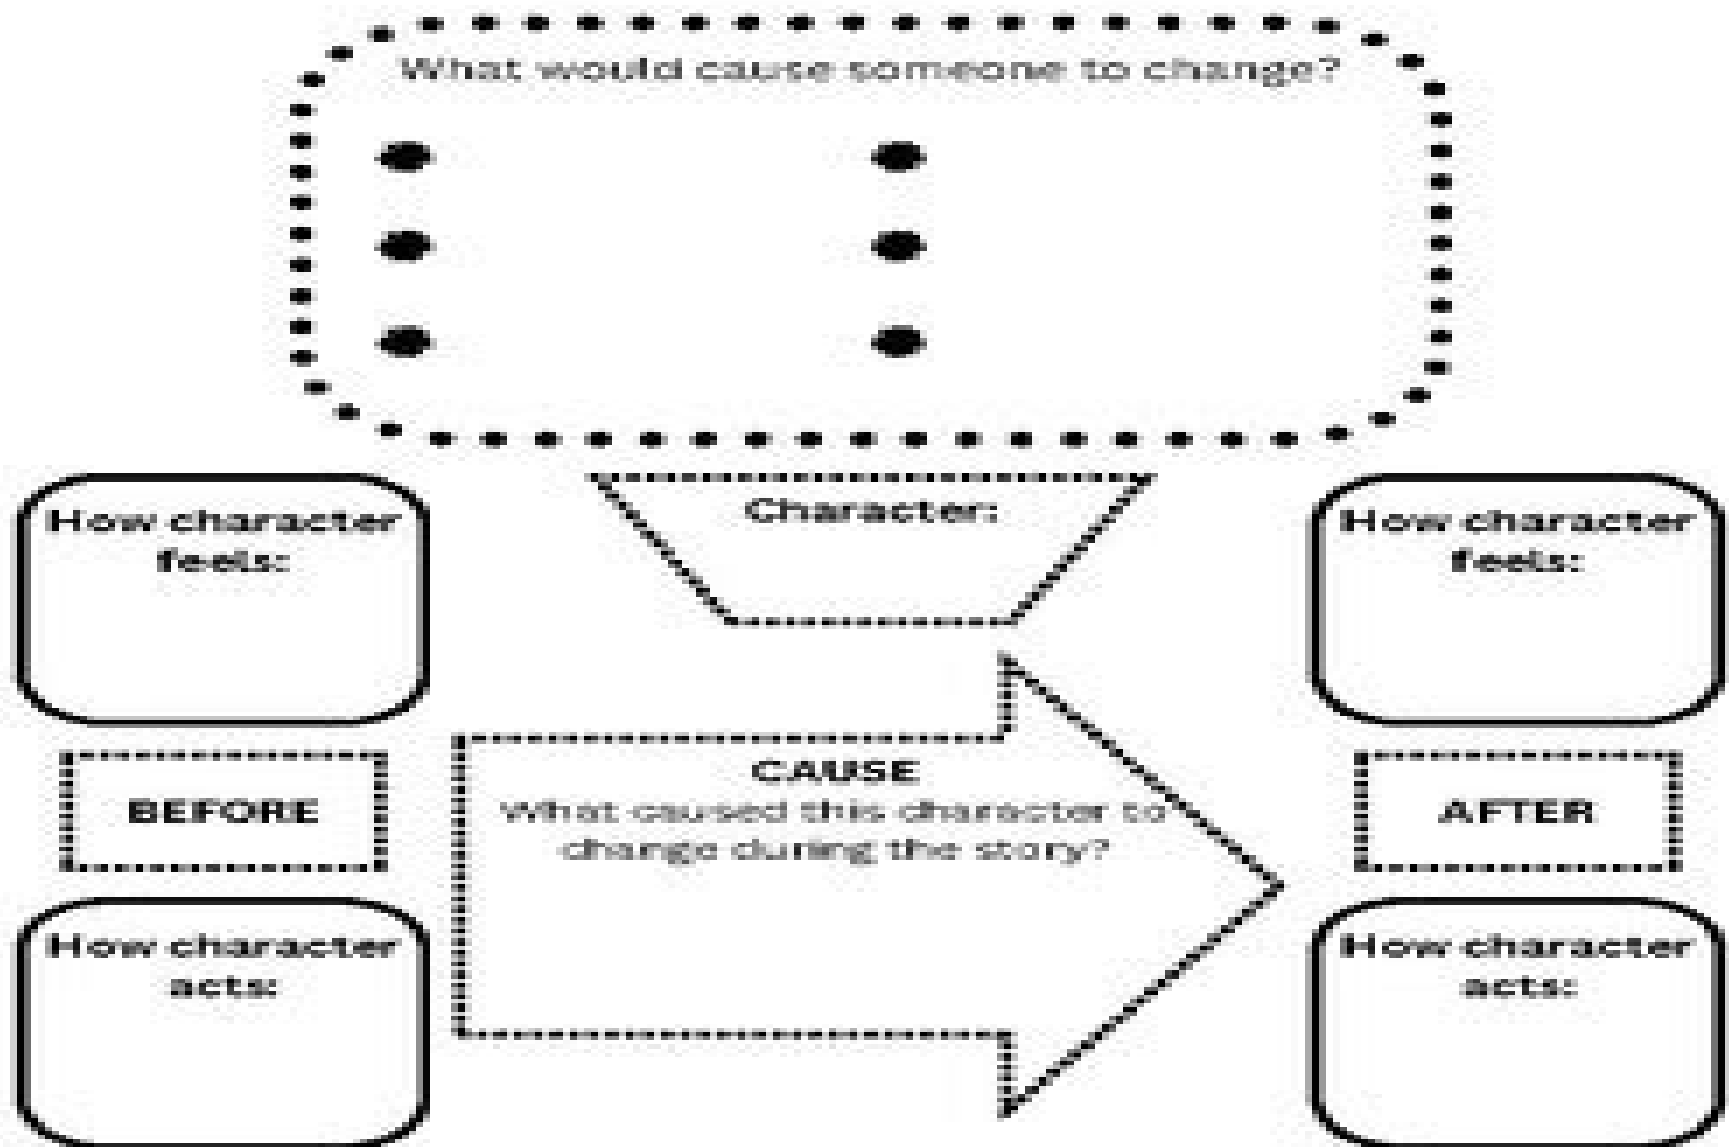 What would cause someone to change?
Character:
How character
feels:
BEFORE
How character
acts:
CAUSE
What caused this character to
change during the story?
How character
feels:
AFTER
How character
acts: